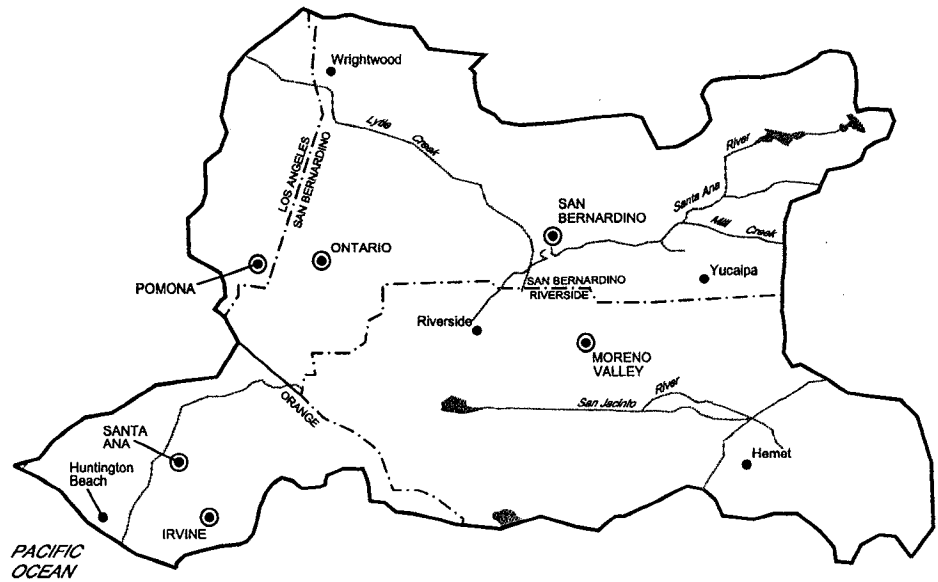 Wrightwood
Lytle Creek
LOS ANGELES
SAN BERNARDINO
River
Santa Ana
SAN
BERNARDINO
Mill Creek
ONTARIO
POMONA
Yucaipa
SAN BERNARDINO
RIVERSIDE
Riverside
MORENO
VALLEY
River
San Jacinto
ORANGE
SANTA
ANA
Huntington
Beach
Hemet
IRVINE
PACIFIC
OCEAN